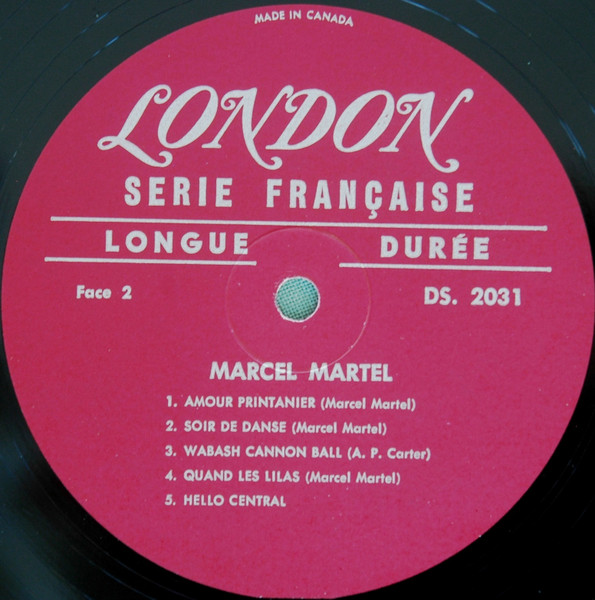 MADE IN CANADA
LONDON
SERIE FRANÇAISE
LONGUE DURÉE
Face 2 DS. 2031
MARCEL MARTEL
1. AMOUR PRINTANIER (Marcel Martel)
2. SOIR DE DANSE (Marcel Martel)
3. WABASH CANNON BALL (A. P. Carter)
4. QUAND LES LILAS (Marcel Martel)
5. HELLO CENTRAL